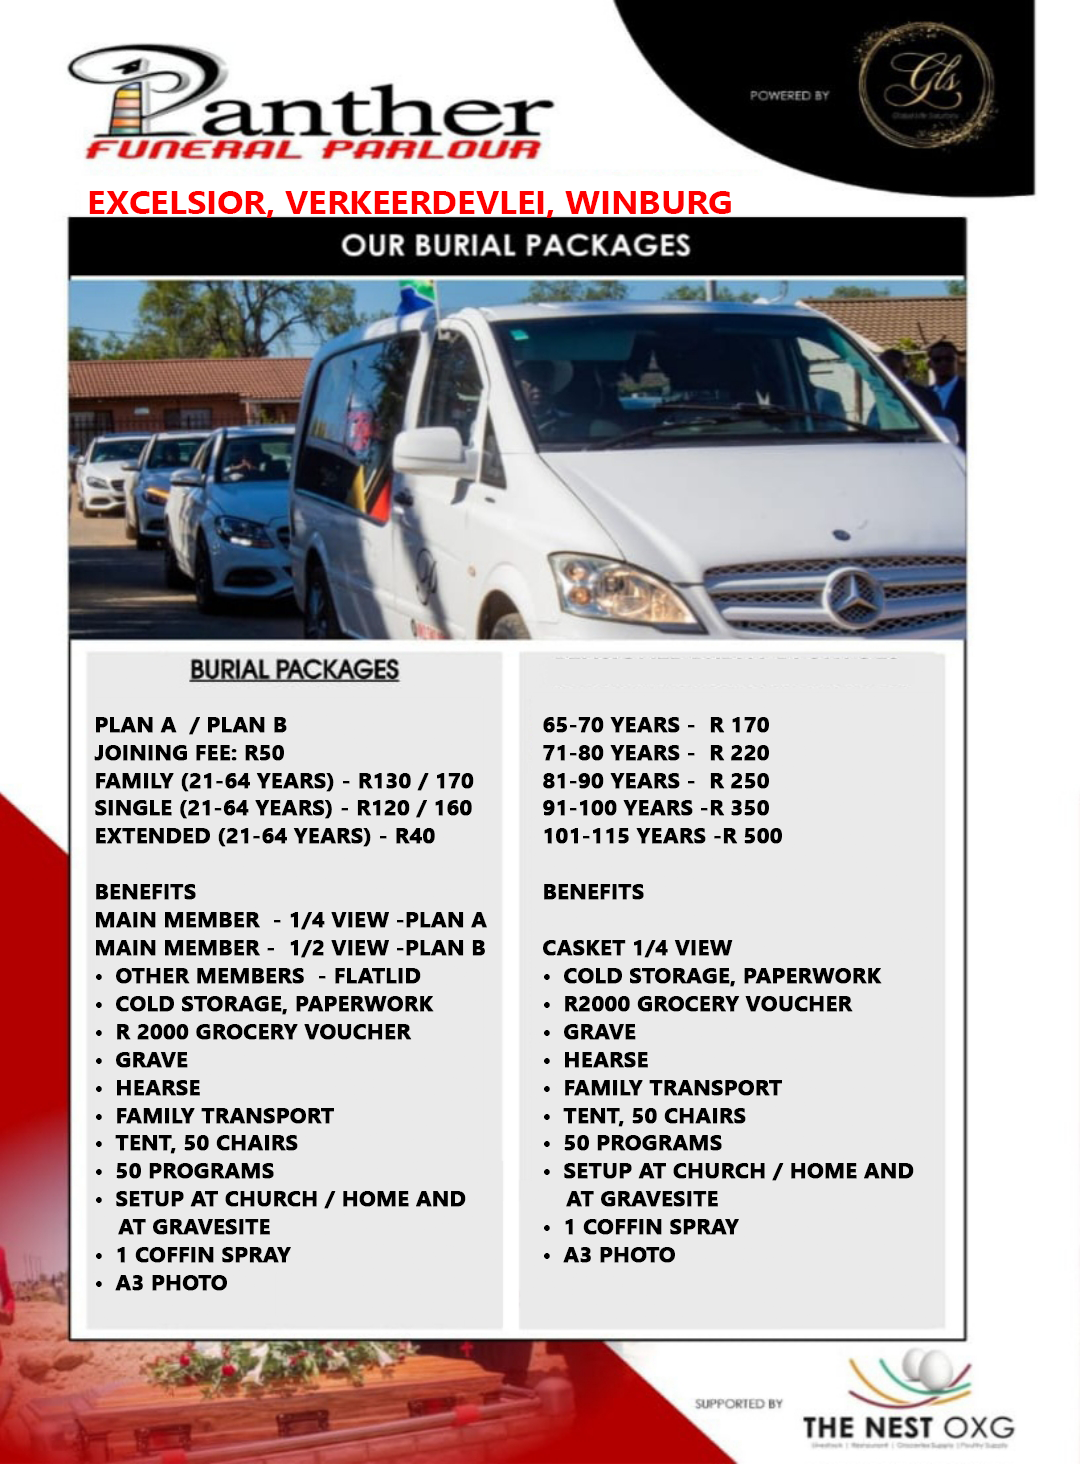 Panther
FUNERAL PARLOUR
POWERED BY
Gls
EXCELSIOR, VERKEERDEVLEI, WINBURG
OUR BURIAL PACKAGES
BURIAL PACKAGES
PLAN A / PLAN B
JOINING FEE: R50
FAMILY (21-64 YEARS) - R130 / 170
SINGLE (21-64 YEARS) - R120 / 160
EXTENDED (21-64 YEARS) - R40
BENEFITS
MAIN MEMBER - 1/4 VIEW -PLAN A
MAIN MEMBER - 1/2 VIEW -PLAN B
• OTHER MEMBERS - FLATLID
• COLD STORAGE, PAPERWORK
• R 2000 GROCERY VOUCHER
• GRAVE
• HEARSE
• FAMILY TRANSPORT
• TENT, 50 CHAIRS
• 50 PROGRAMS
• SETUP AT CHURCH / HOME AND
AT GRAVESITE
• 1 COFFIN SPRAY
• A3 PHOTO
65-70 YEARS - R 170
71-80 YEARS - R 220
81-90 YEARS - R 250
91-100 YEARS -R 350
101-115 YEARS -R 500
BENEFITS
CASKET 1/4 VIEW
• COLD STORAGE, PAPERWORK
• R2000 GROCERY VOUCHER
• GRAVE
• HEARSE
• FAMILY TRANSPORT
• TENT, 50 CHAIRS
• 50 PROGRAMS
• SETUP AT CHURCH / HOME AND
AT GRAVESITE
• 1 COFFIN SPRAY
• A3 PHOTO
SUPPORTED BY
THE NEST OXG
Livestock | Restaurant | Groceries Supply | Poultry Supply